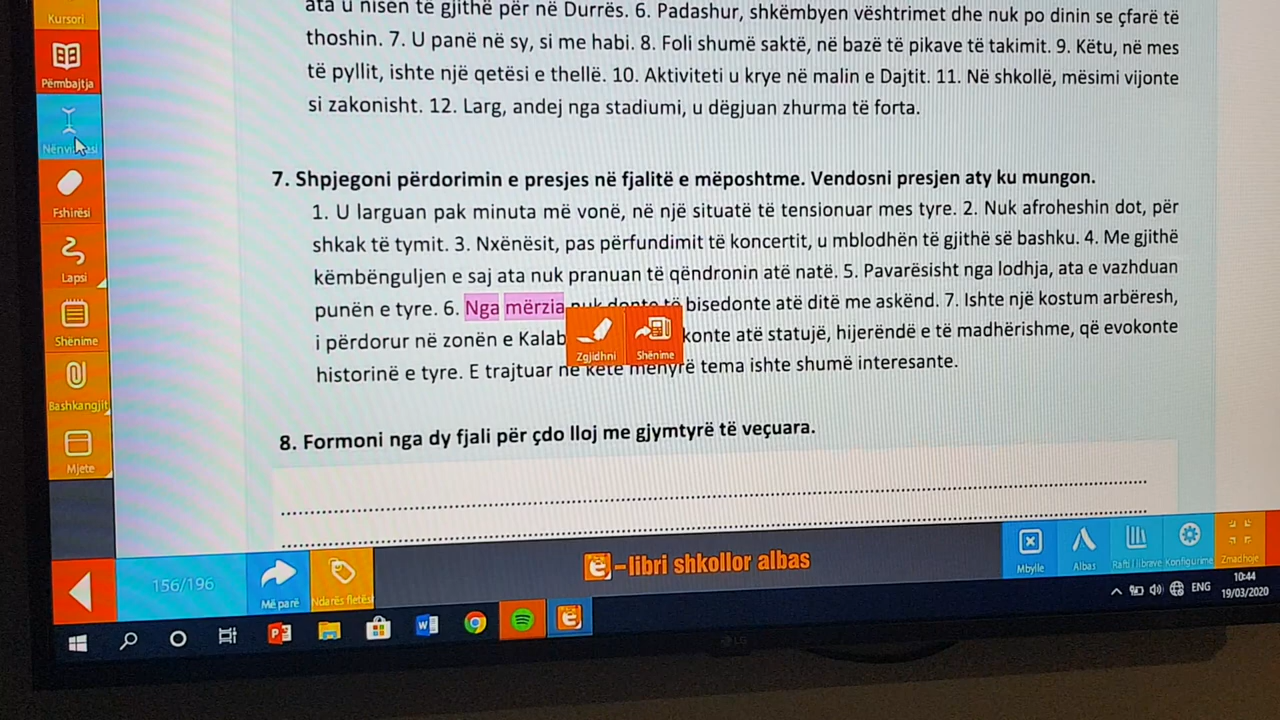 Kursori
Përmbajtja
Fshirësi
Lapsi
Shënime
Bashkangjit
Mjete
ata u nisën të gjithë për në Durrës. 6. Padashur, shkëmbyen vështrimet dhe nuk po dinin se çfarë të
thoshin. 7. U panë në sy, si me habi. 8. Foli shumë saktë, në bazë të pikave të takimit. 9. Këtu, në mes
të pyllit, ishte një qetësi e thellë. 10. Aktiviteti u krye në malin e Dajtit. 11. Në shkollë, mësimi vijonte
si zakonisht. 12. Larg, andej nga stadiumi, u dëgjuan zhurma të forta.
7. Shpjegoni përdorimin e presjes në fjalitë e mëposhtme. Vendosni presjen aty ku mungon.
1. U larguan pak minuta më vonë, në një situatë të tensionuar mes tyre. 2. Nuk afroheshin dot, për
shkak të tymit. 3. Nxënësit, pas përfundimit të koncertit, u mblodhën të gjithë së bashku. 4. Me gjithë
këmbënguljen e saj ata nuk pranuan të qëndronin atë natë. 5. Pavarësisht nga lodhja, ata e vazhduan
punën e tyre. 6. Nga mërzia nuk donte të bisedonte atë ditë me askënd. 7. Ishte një kostum arbëresh,
i përdorur në zonën e Kalab konte atë statujë, hijerëndë e të madhërishme, që evokonte
historinë e tyre. E trajtuar në këtë mënyrë tema ishte shumë interesante.
Zgjidhni
Shënime
8. Formoni nga dy fjali për çdo lloj me gjymtyrë të veçuara.
156/196
Më parë
Ndarës fletësh
e-libri shkollor albas
Mbylle
Albas
Rafti I librave
Konfigurime
Zmadhoje
ENG
10:44
19/03/2020
LG